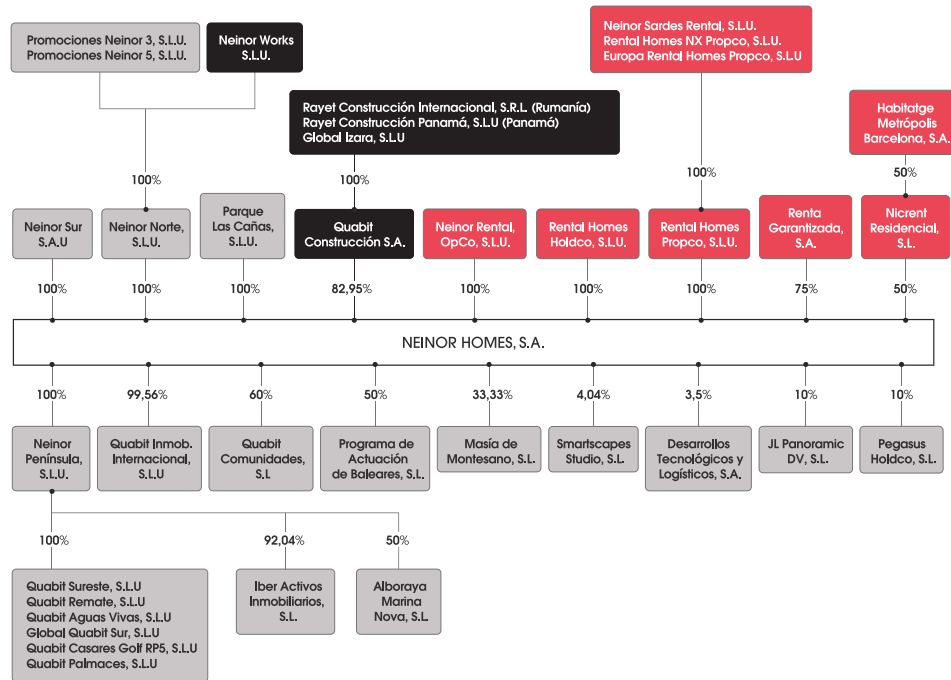 Promociones Neinor 3, S.L.U.
Promociones Neinor 5, S.L.U.
Neinor Works
S.L.U.
Neinor Sardes Rental, S.L.U.
Rental Homes NX Propco, S.L.U.
Europa Rental Homes Propco, S.L.U
Rayet Construcción Internacional, S.R.L. (Rumanía)
Rayet Construcción Panamá, S.L.U (Panamá)
Global Izara, S.L.U
Habitatge
Metrópolis
Barcelona, S.A.
100%
100%
100%
50%
Neinor Sur
S.A.U
Neinor Norte,
S.L.U.
Parque
Las Cañas,
S.L.U.
Quabit
Construcción S.A.
Neinor Rental,
OpCo, S.L.U.
Rental Homes
Holdco, S.L.U.
Rental Homes
Propco, S.L.U.
Renta
Garantizada,
S.A.
Nicrent
Residencial,
S.L.
100%
100%
100%
82,95%
100%
100%
100%
75%
50%
NEINOR HOMES, S.A.
100%
99,56%
60%
50%
33,33%
4,04%
3,5%
10%
10%
Neinor
Península,
S.L.U.
Quabit Inmob.
Internacional,
S.L.U
Quabit
Comunidades,
S.L
Programa de
Actuación
de Baleares, S.L.
Masía de
Montesano, S.L.
Smartscapes
Studio, S.L.
Desarrollos
Tecnológicos y
Logísticos, S.A.
JL Panoramic
DV, S.L.
Pegasus
Holdco, S.L.
100%
92,04%
50%
Quabit Sureste, S.L.U
Quabit Remate, S.L.U
Quabit Aguas Vivas, S.L.U
Global Quabit Sur, S.L.U
Quabit Casares Golf RP5, S.L.U
Quabit Palmaces, S.L.U
Iber Activos
Inmobiliarios,
S.L.
Alboraya
Marina
Nova, S.L